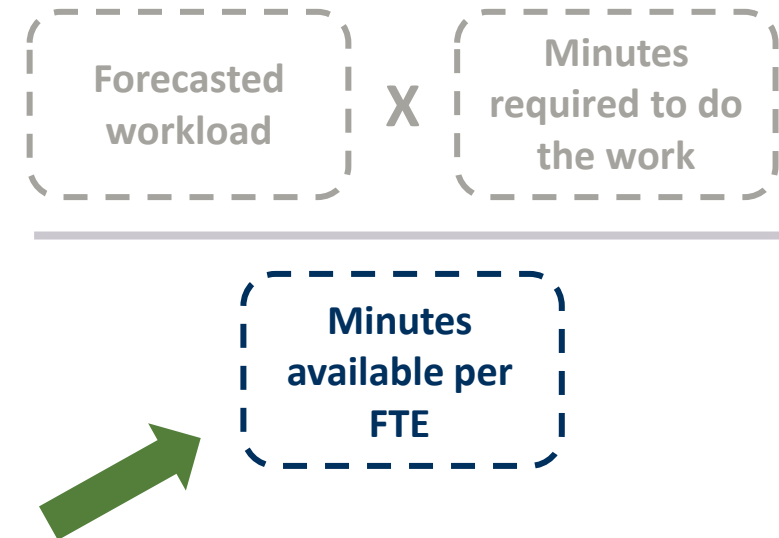 Forecasted
workload
X
Minutes
required to do
the work
Minutes
available per
FTE